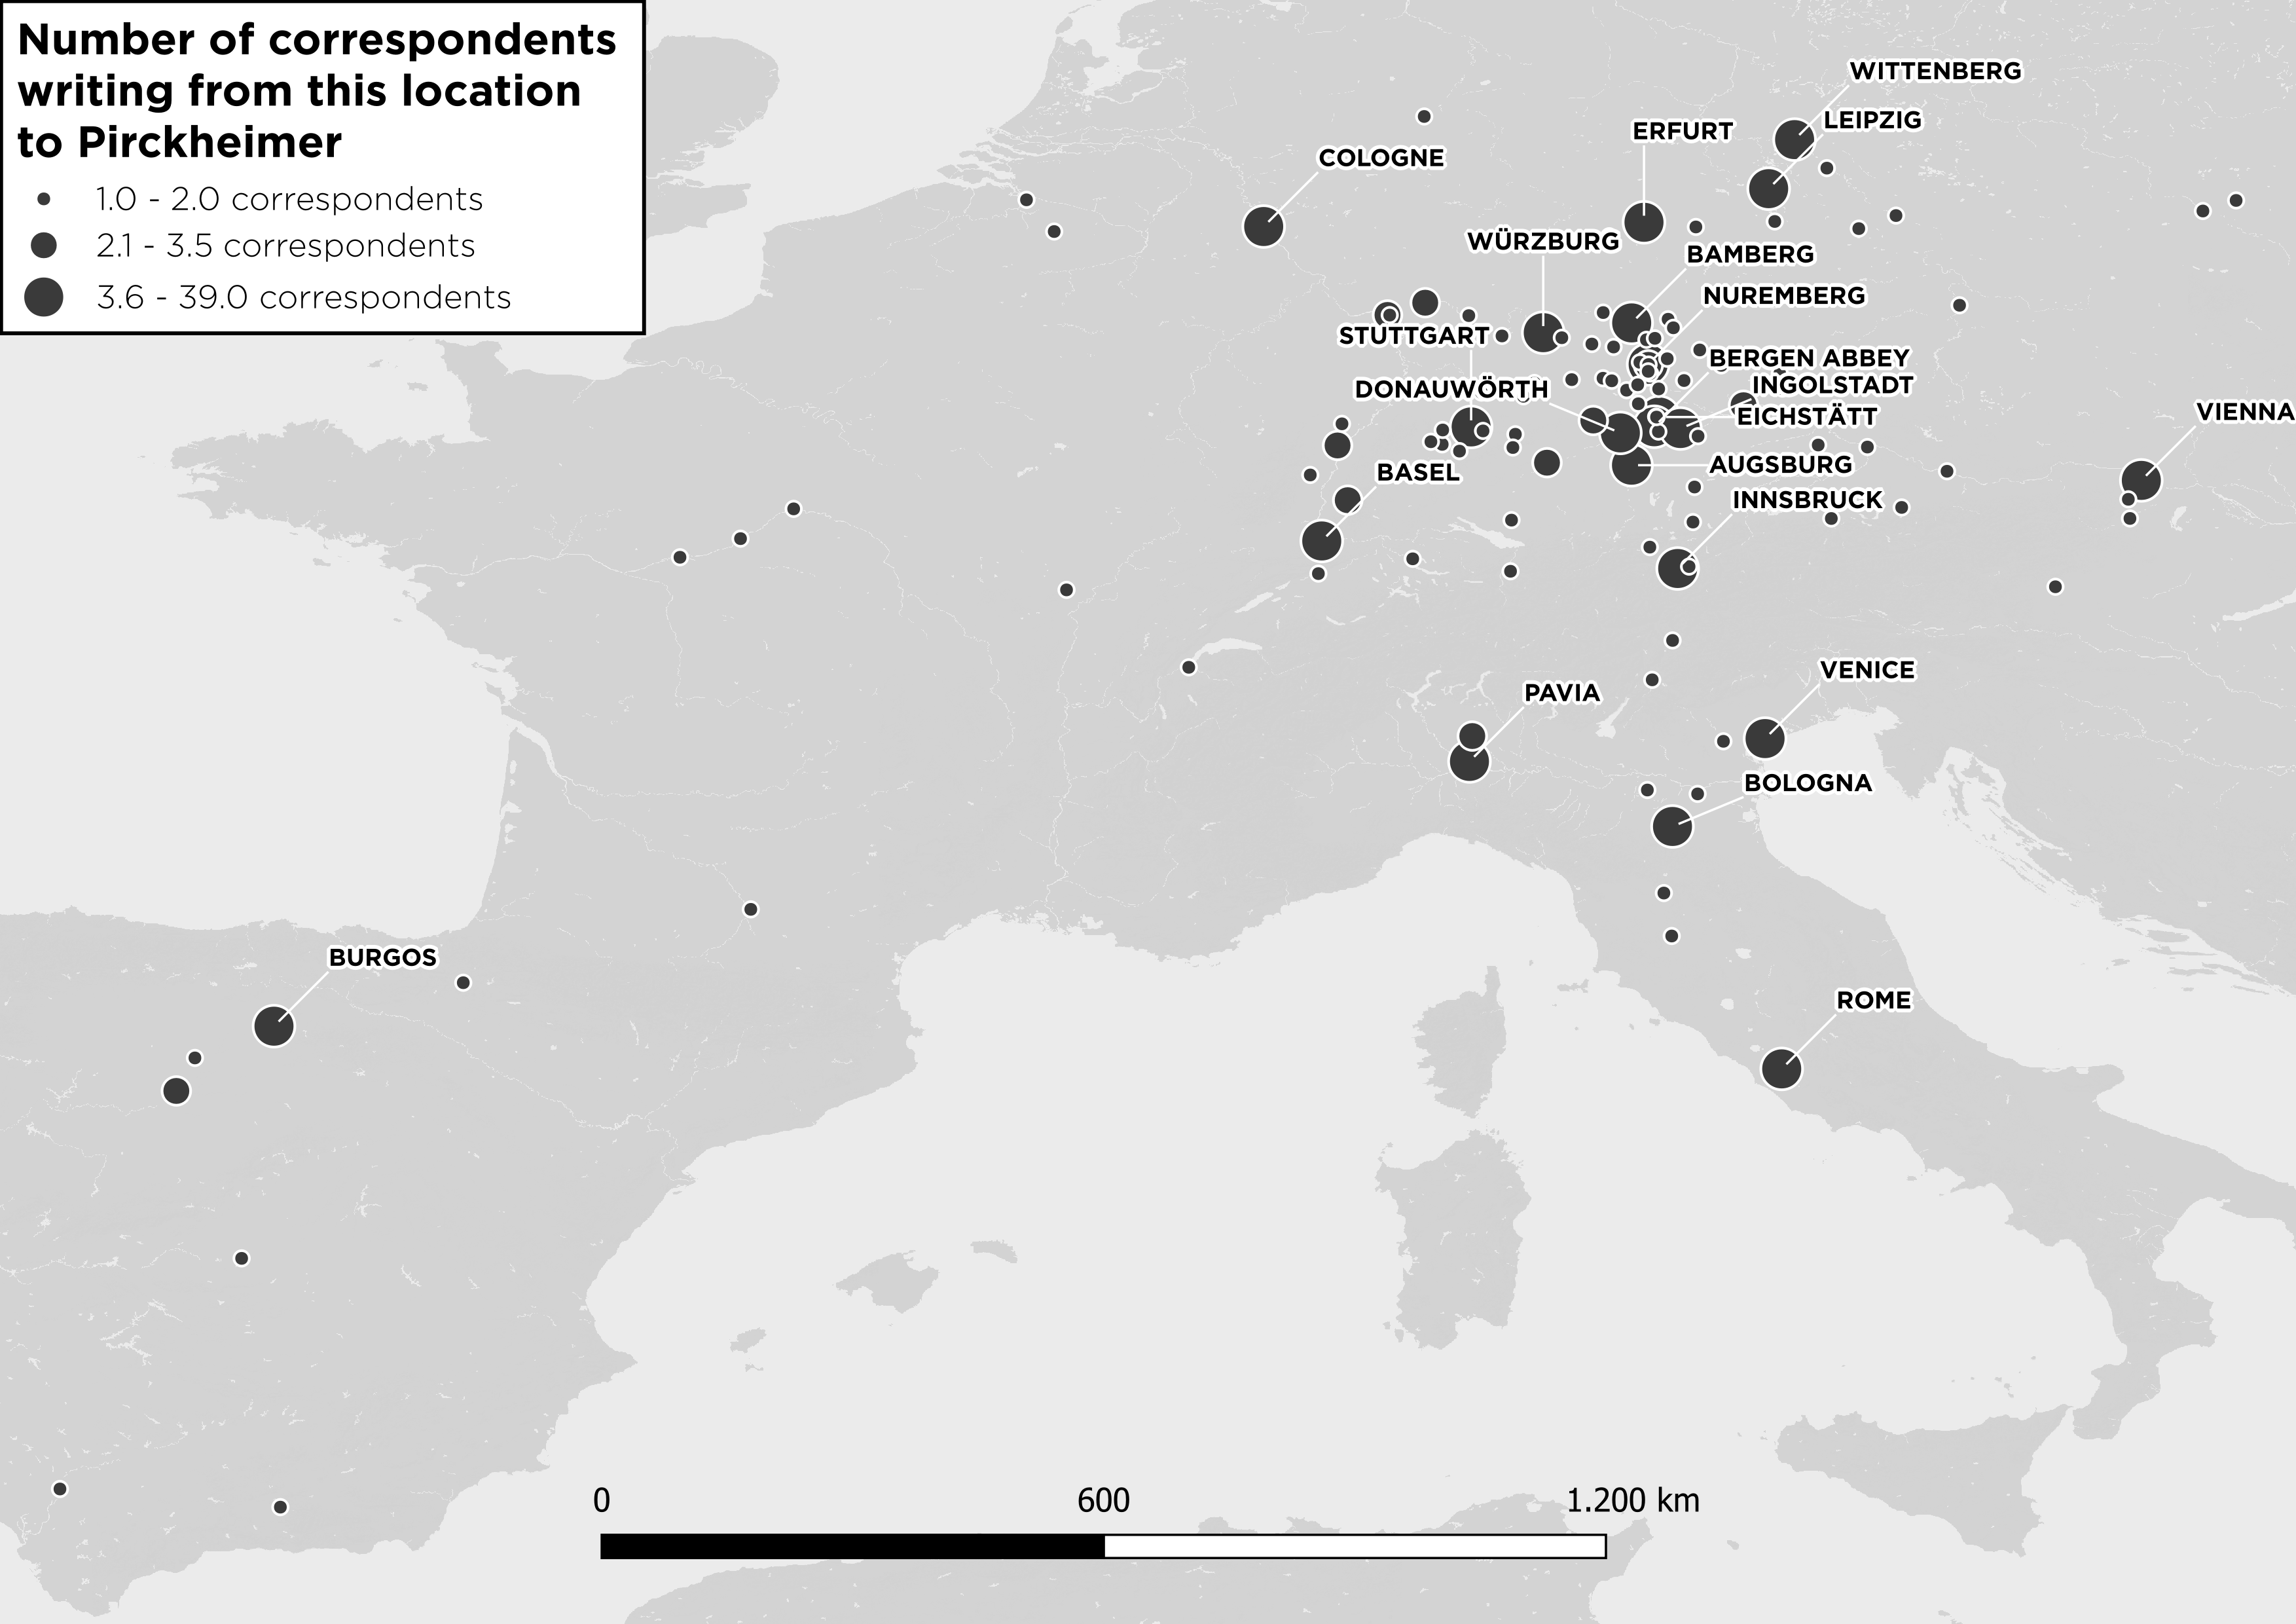 Number of correspondents
writing from this location
to Pirckheimer
1.0 - 2.0 correspondents
2.1 - 3.5 correspondents
3.6 - 39.0 correspondents
WITTENBERG
LEIPZIG
ERFURT
COLOGNE
WÜRZBURG
BAMBERG
NUREMBERG
STUTTGART
BERGEN ABBEY
INGOLSTADT
DONAUWÖRTH
EICHSTÄTT
VIENNA
AUGSBURG
BASEL
INNSBRUCK
VENICE
PAVIA
BOLOGNA
BURGOS
ROME
0 600 1.200 km